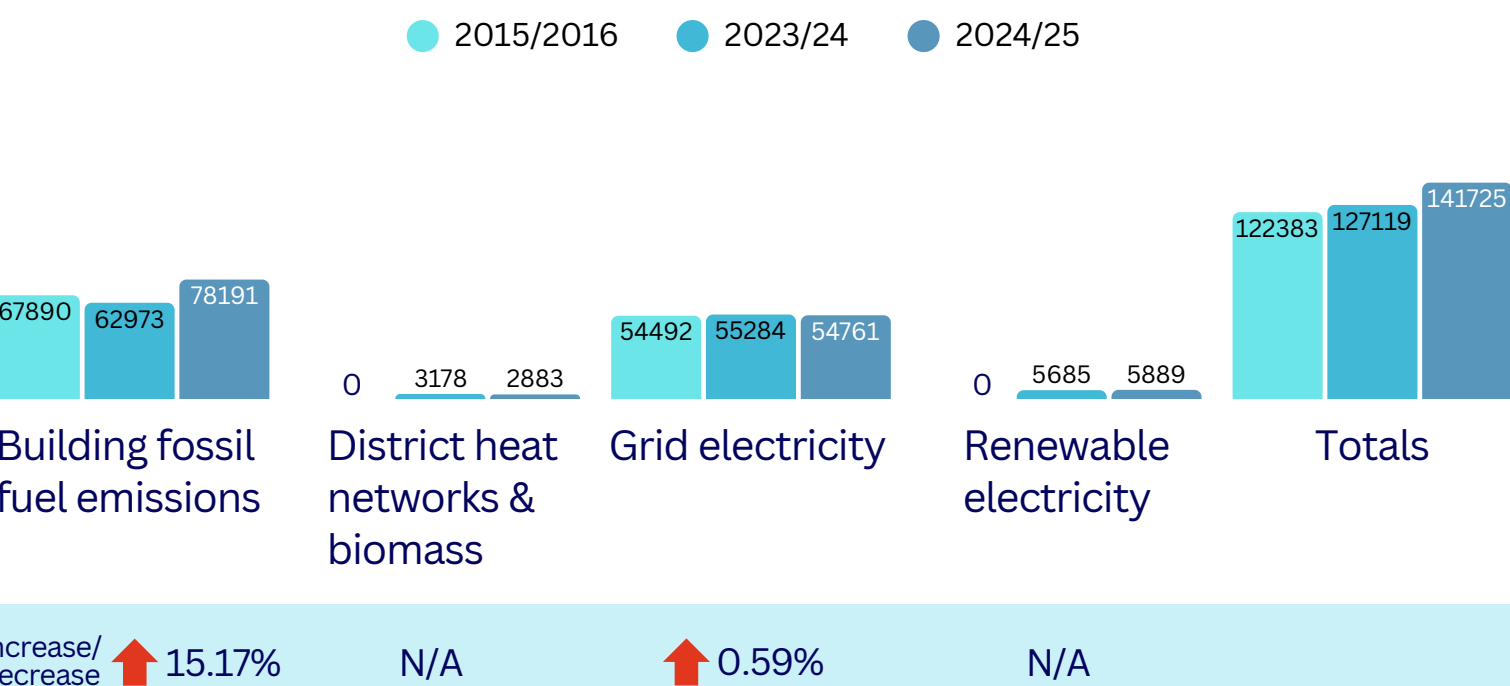 2015/2016 2023/24 2024/25
67890 62973 78191
0 3178 2883
54492 55284 54761
0 5685 5889
122383 127119 141725
Building fossil
fuel emissions
District heat
networks &
biomass
Grid electricity
Renewable
electricity
Totals
ncrease/
ecrease
15.17%
N/A
0.59%
N/A